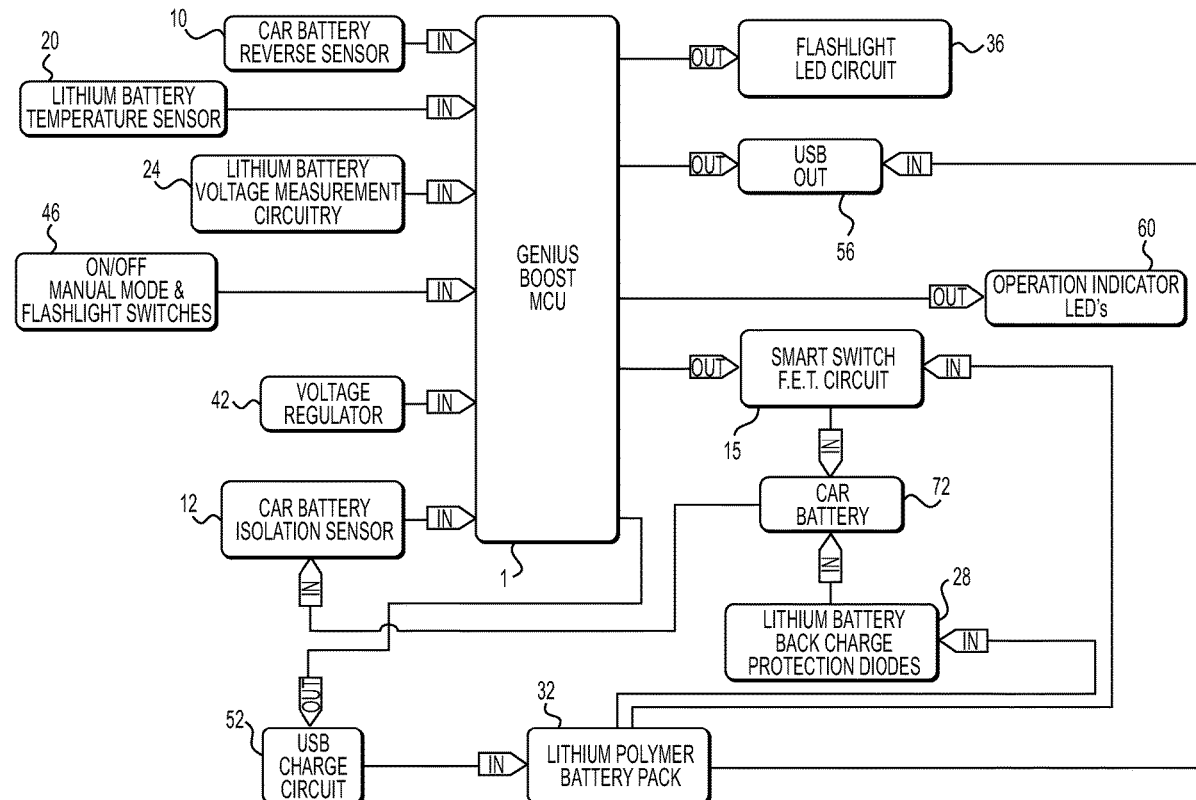 10
CAR BATTERY
REVERSE SENSOR
IN
20
LITHIUM BATTERY
TEMPERATURE SENSOR
IN
24
LITHIUM BATTERY
VOLTAGE MEASUREMENT
CIRCUITRY
IN
46
ON/OFF
MANUAL MODE &
FLASHLIGHT SWITCHES
IN
42
VOLTAGE
REGULATOR
IN
12
CAR BATTERY
ISOLATION SENSOR
IN
IN
GENIUS
BOOST
MCU
1
OUT
FLASHLIGHT
LED CIRCUIT
36
OUT
USB
OUT
IN
56
OUT
OPERATION INDICATOR
LED's
60
OUT
SMART SWITCH
F.E.T. CIRCUIT
IN
15
IN
CAR
BATTERY
72
IN
LITHIUM BATTERY
BACK CHARGE
PROTECTION DIODES
28
IN
OUT
52
USB
CHARGE
CIRCUIT
IN
32
LITHIUM POLYMER
BATTERY PACK